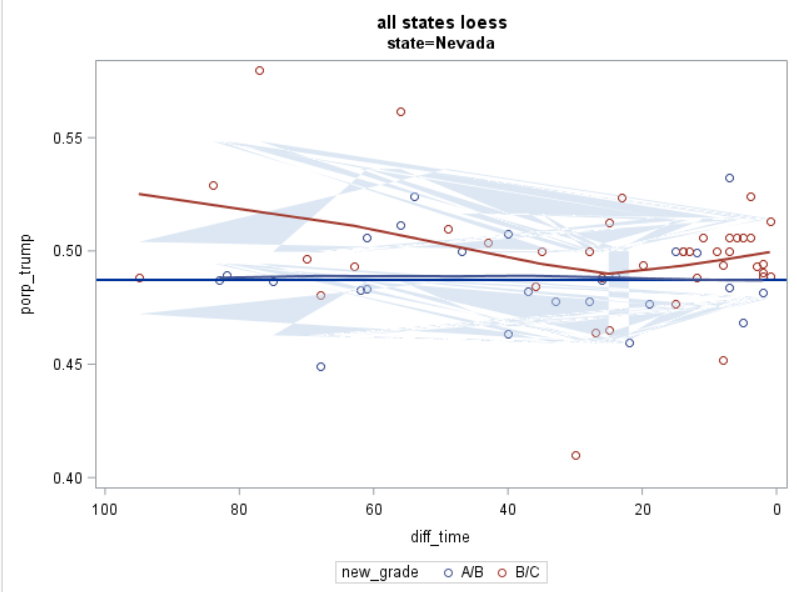 all states loess
state=Nevada
porp_trump
0.55
0.50
0.45
0.40
100 80 60 40 20 0
diff_time
new_grade A/B B/C